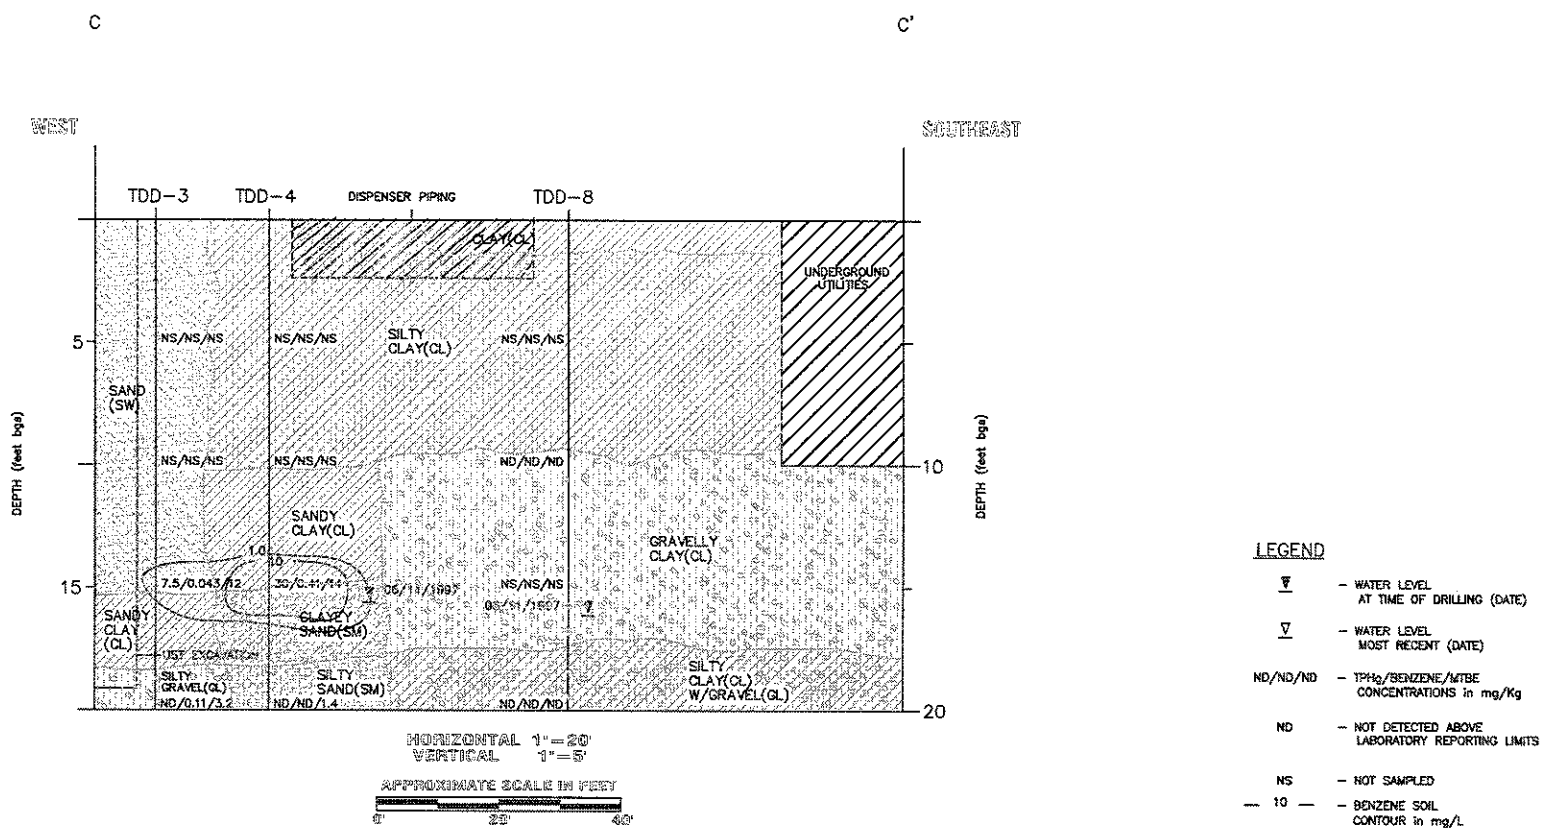 C
C'
WEST
SOUTHEAST
TDD-3
TDD-4
DISPENSER PIPING
TDD-8
CLAY(CL)
UNDERGROUND
UTILITIES
5
NS/NS/NS
NS/NS/NS
SILTY
CLAY(CL)
NS/NS/NS
SAND
(SW)
NS/NS/NS
NS/NS/NS
ND/ND/ND
10
DEPTH (feet bgs)
DEPTH (feet bgs)
SANDY
CLAY(CL)
GRAVELLY
CLAY(CL)
1.0
15
7.5/0.043/12
NS/NS/NS
SANDY
CLAY
(CL)
CLAYEY
SAND(SM)
UST EXCAVATION
SILTY
GRAVEL(GL)
SILTY
SAND(SM)
SILTY
CLAY(CL)
W/GRAVEL(GL)
ND/0.11/3.2
ND/ND/1.4
ND/ND/ND
20
HORIZONTAL 1"=20'
VERTICAL 1"=5'
APPROXIMATE SCALE IN FEET
0'
20'
40'
LEGEND
- WATER LEVEL
AT TIME OF DRILLING (DATE)
- WATER LEVEL
MOST RECENT (DATE)
ND/ND/ND - TPHg/BENZENE/MTBE
CONCENTRATIONS in mg/Kg
ND - NOT DETECTED ABOVE
LABORATORY REPORTING LIMITS
NS - NOT SAMPLED
— 10 — - BENZENE SOIL
CONTOUR in mg/L